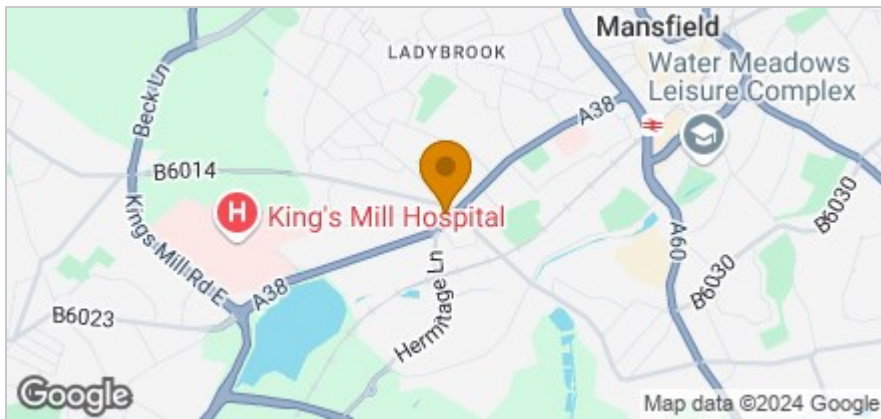 Mansfield
LADYBROOK
Water Meadows
Leisure Complex
Beck Ln
A38
B6014
H
King's Mill Hospital
B6030
Kings Mill Rd E
A60
A38
Hermitage Ln
B6030
B6023
Google
Map data ©2024 Google